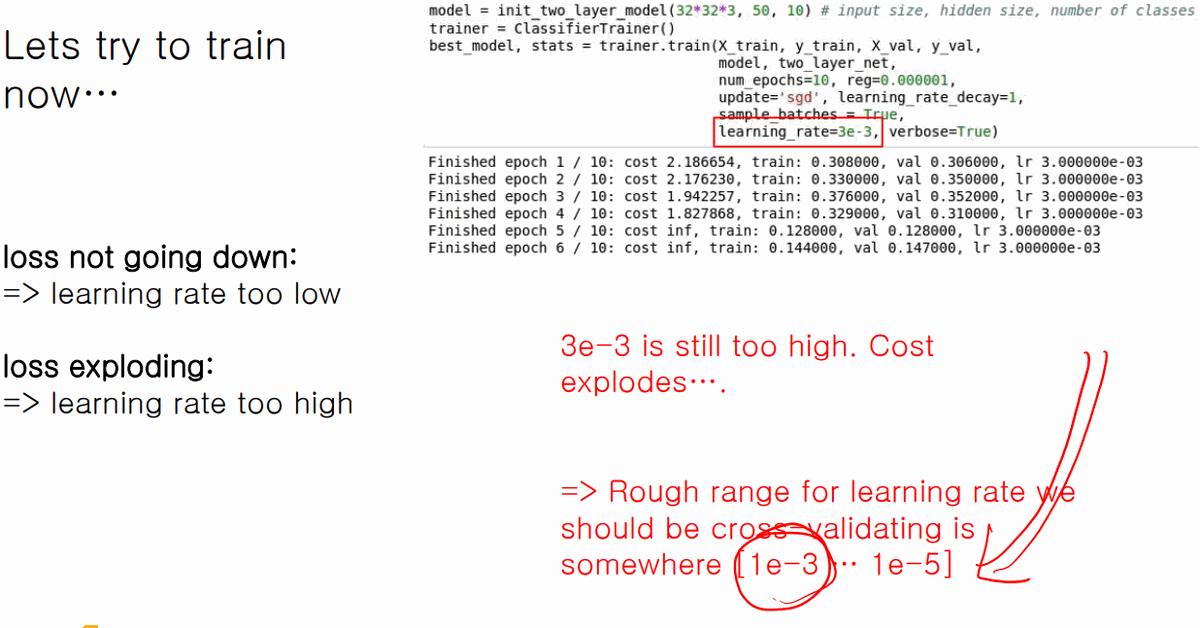 Lets try to train
now…
loss not going down:
=> learning rate too low
loss exploding:
=> learning rate too high
model = init_two_layer_model(32*32*3, 50, 10) # input size, hidden size, number of classes
trainer = ClassifierTrainer()
best_model, stats = trainer.train(X_train, y_train, X_val, y_val,
model, two_layer_net,
num_epochs=10, reg=0.000001,
update='sgd', learning_rate_decay=1,
sample_batches = True,
learning_rate=3e-3, verbose=True)
Finished epoch 1 / 10: cost 2.186654, train: 0.308000, val 0.306000, lr 3.000000e-03
Finished epoch 2 / 10: cost 2.176230, train: 0.330000, val 0.350000, lr 3.000000e-03
Finished epoch 3 / 10: cost 1.942257, train: 0.376000, val 0.352000, lr 3.000000e-03
Finished epoch 4 / 10: cost 1.827868, train: 0.329000, val 0.310000, lr 3.000000e-03
Finished epoch 5 / 10: cost inf, train: 0.128000, val 0.128000, lr 3.000000e-03
Finished epoch 6 / 10: cost inf, train: 0.144000, val 0.147000, lr 3.000000e-03
3e-3 is still too high. Cost
explodes….
=> Rough range for learning rate we
should be cross-validating is
somewhere [1e-3 … 1e-5]